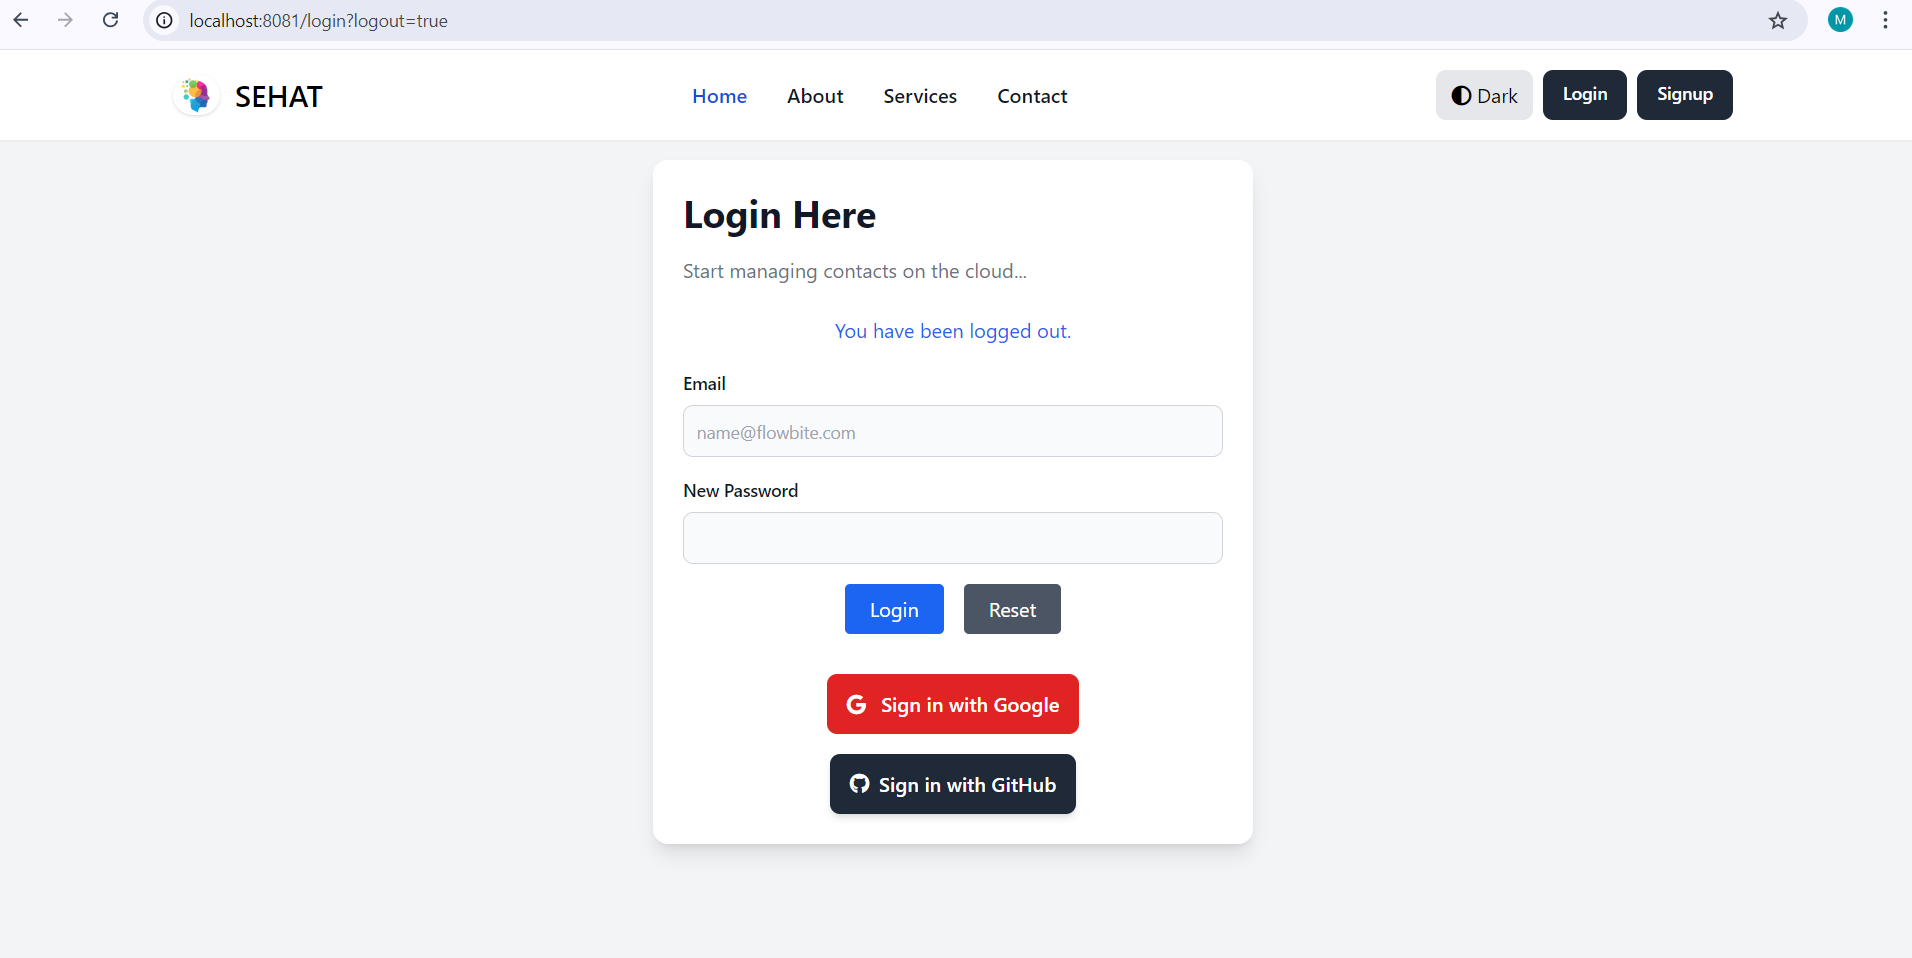 localhost:8081/login?logout=true
M
SEHAT
Home
About
Services
Contact
Dark
Login
Signup
Login Here
Start managing contacts on the cloud...
You have been logged out.
Email
name@flowbite.com
New Password
Login
Reset
G Sign in with Google
Sign in with GitHub